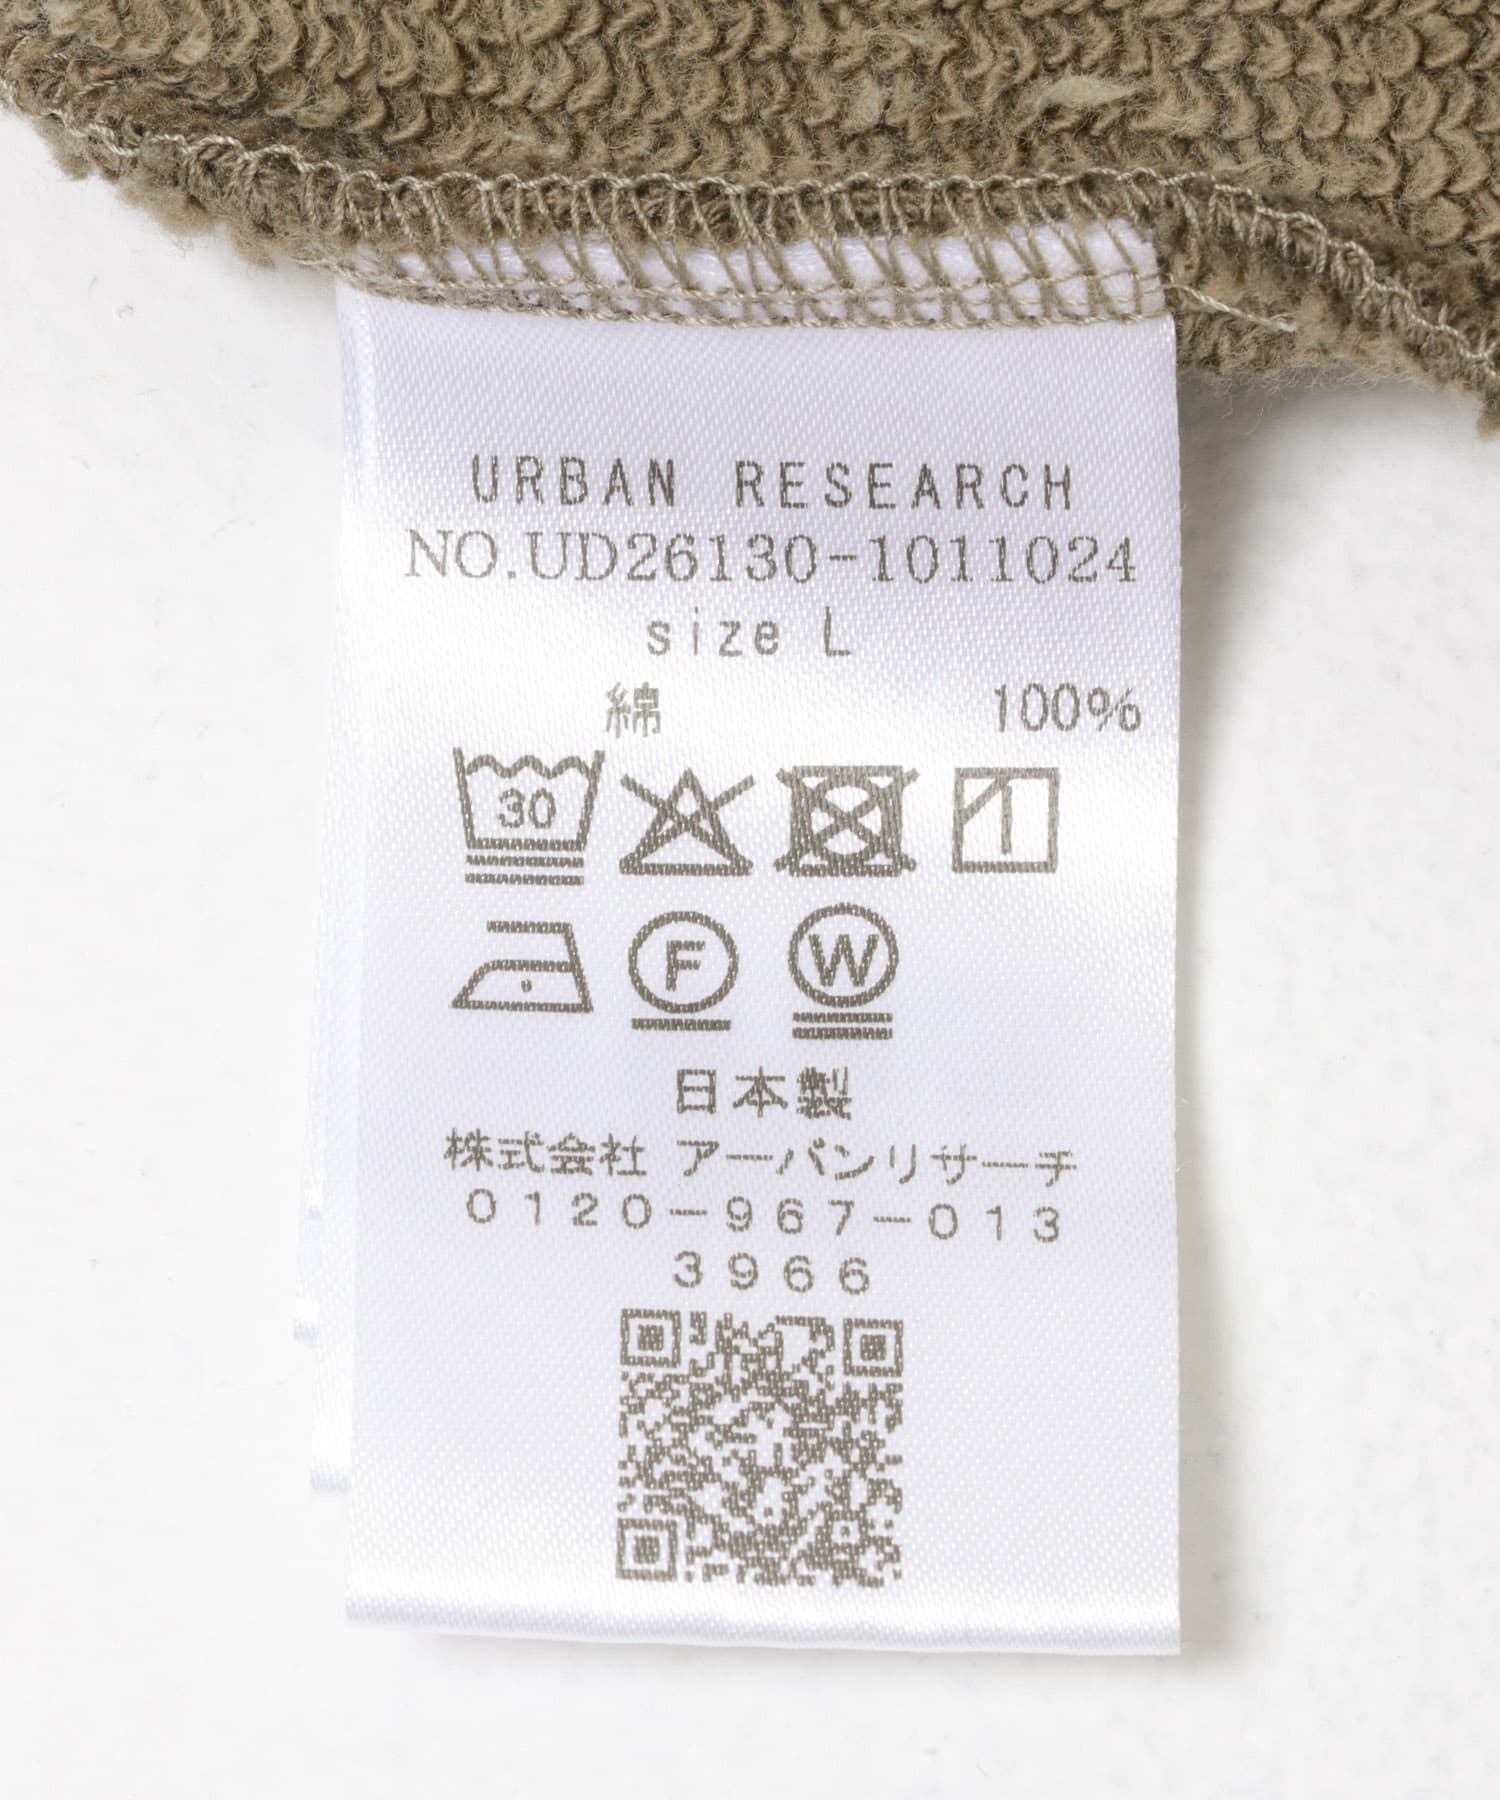 URBAN RESEARCH
NO.UD26130-1011024
size L
綿 100%
30
F W
日本製
株式会社 アーバンリサーチ
0120-967-013
3966